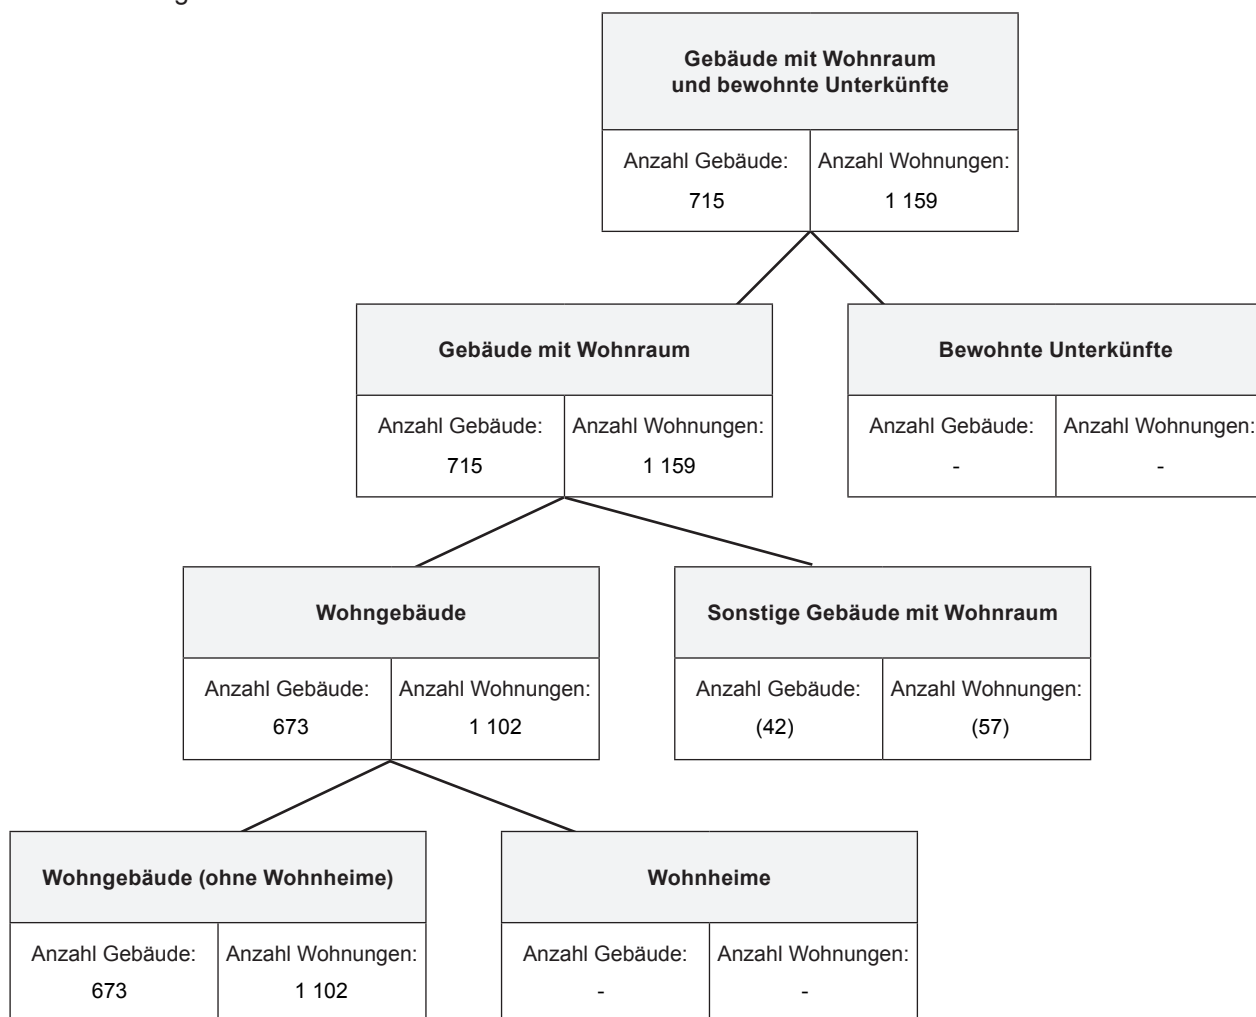 Gebäude mit Wohnraum
und bewohnte Unterkünfte
Anzahl Gebäude: Anzahl Wohnungen:
715 1 159
Gebäude mit Wohnraum
Bewohnte Unterkünfte
Anzahl Gebäude: Anzahl Wohnungen:
715 1 159
Anzahl Gebäude: Anzahl Wohnungen:
- -
Wohngebäude
Sonstige Gebäude mit Wohnraum
Anzahl Gebäude: Anzahl Wohnungen:
673 1 102
Anzahl Gebäude: Anzahl Wohnungen:
(42) (57)
Wohngebäude (ohne Wohnheime)
Wohnheime
Anzahl Gebäude: Anzahl Wohnungen:
673 1 102
Anzahl Gebäude: Anzahl Wohnungen:
- -